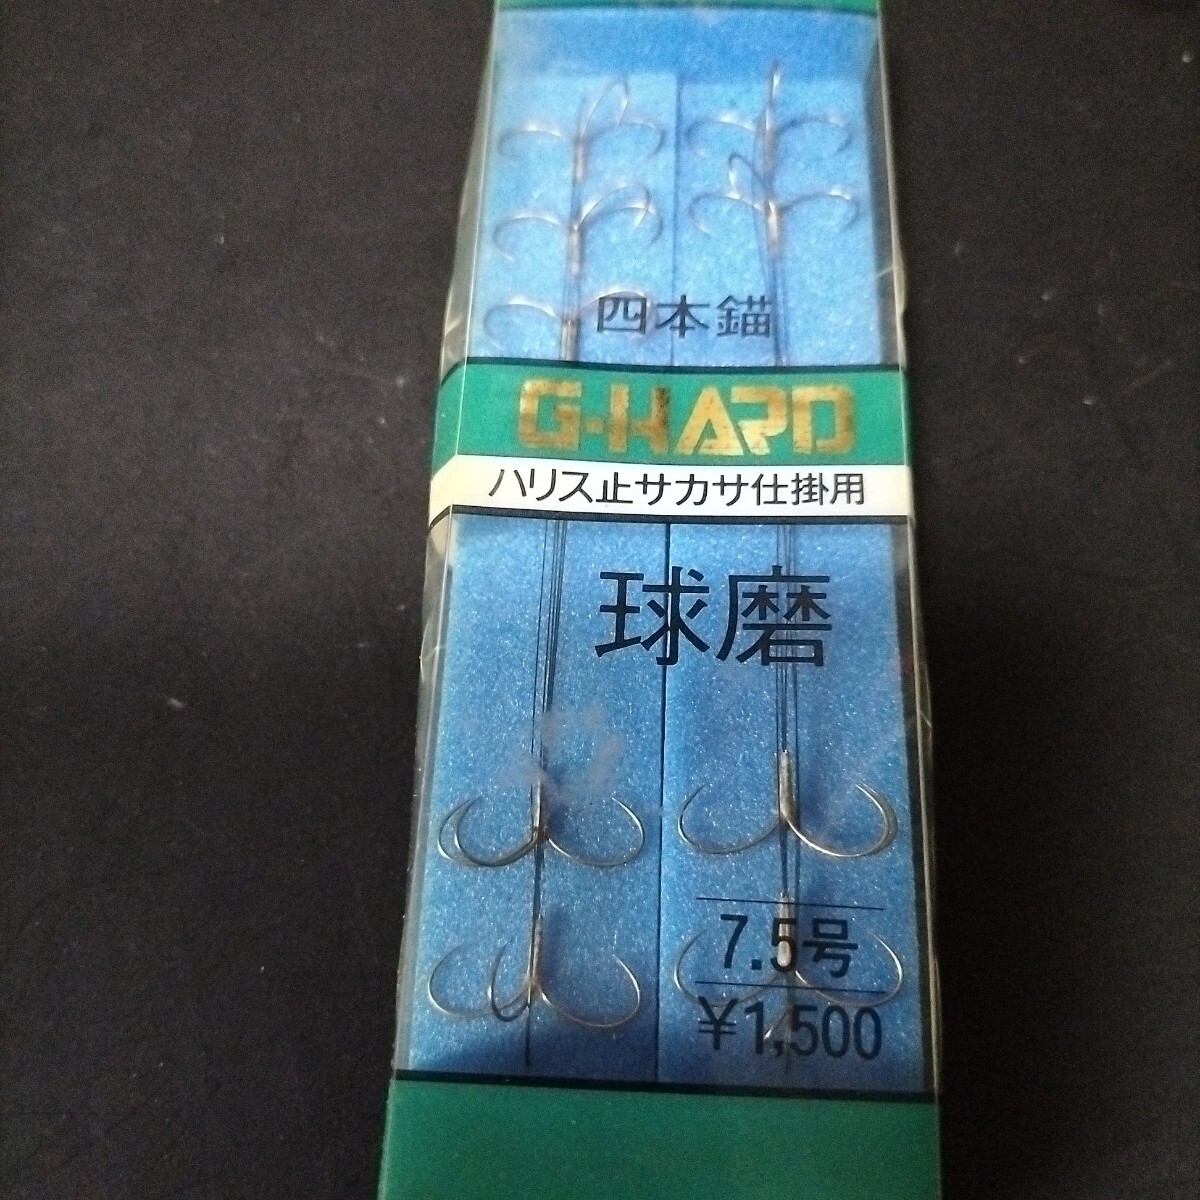 四本錨
G-HARD
ハリス止サカサ仕掛用
球磨
7.5号
¥1,500